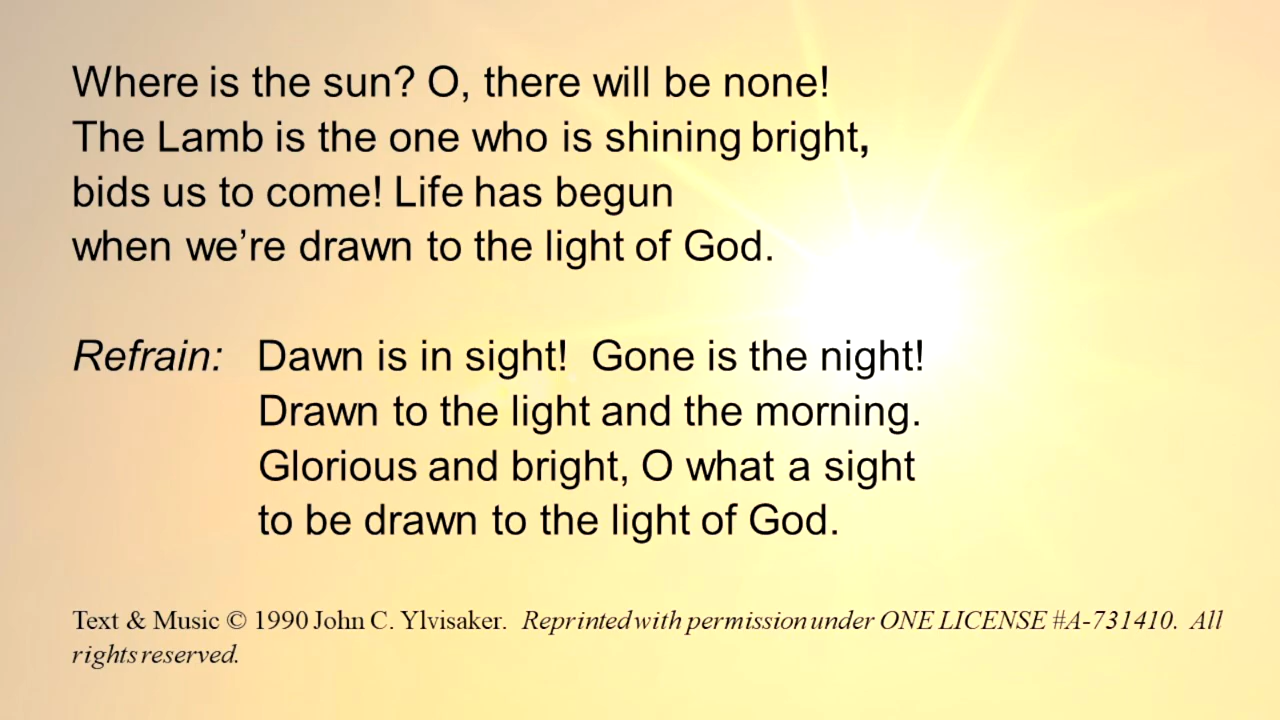 Where is the sun? O, there will be none!
The Lamb is the one who is shining bright,
bids us to come! Life has begun
when we’re drawn to the light of God.
Refrain: Dawn is in sight! Gone is the night!
Drawn to the light and the morning.
Glorious and bright, O what a sight
to be drawn to the light of God.
Text & Music © 1990 John C. Ylvisaker. Reprinted with permission under ONE LICENSE #A-731410. All
rights reserved.